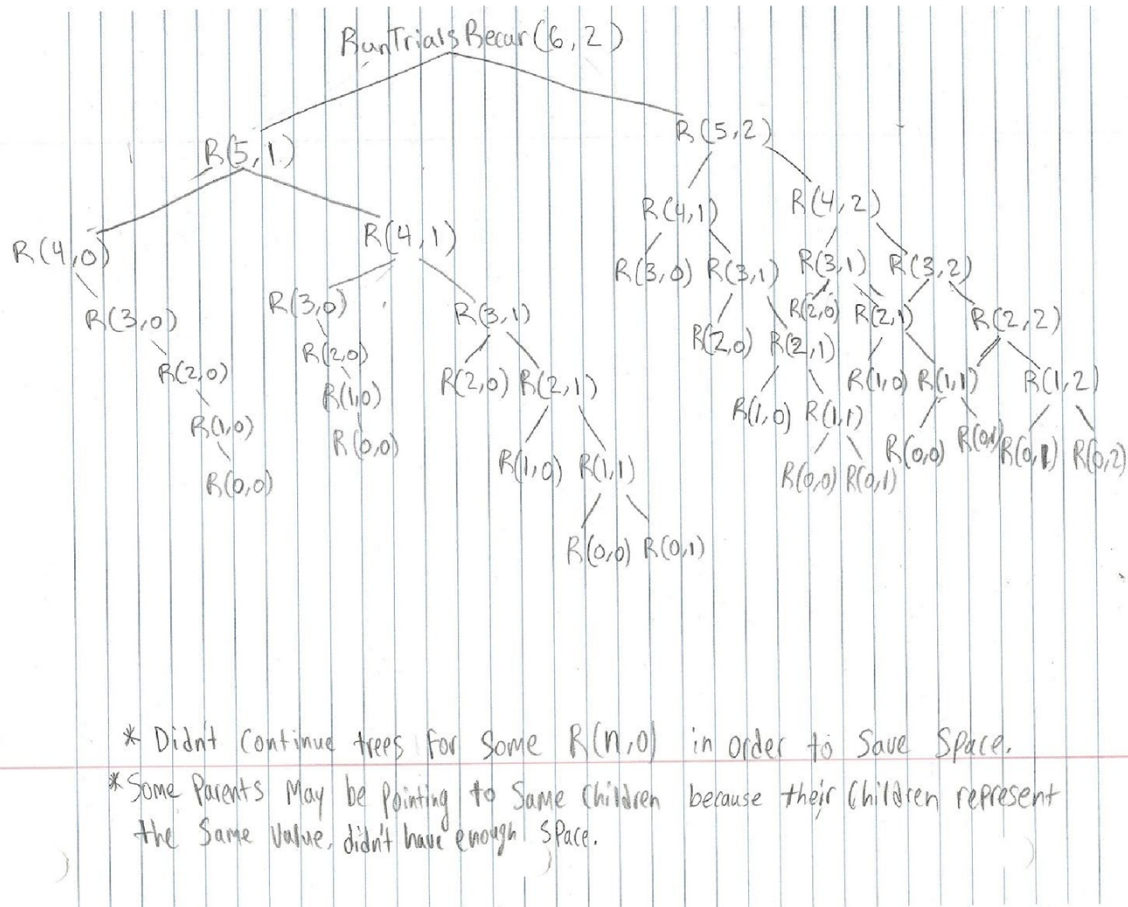 RunTrialsRecur(6,2)
R(5,2)
R(5,1)
R(4,1) R(4,2)
R(4,0) R(4,1)
R(3,0) R(3,1) R(3,1) R(3,2)
R(3,0) R(3,0) R(3,1) R(2,0) R(2,1) R(2,2)
R(2,0) R(2,0) R(2,0) R(2,1)
R(1,0) R(2,0) R(2,1) R(1,0) R(1,1) R(1,2)
R(1,0) R(0,0) R(1,0) R(1,1) R(0,0) R(0,1) R(0,1) R(0,2)
R(0,0) R(1,0) R(1,1) R(0,0) R(0,1)
R(0,0) R(0,1)
* Didn't continue trees for some R(n,0) in order to save space.
* Some Parents May be pointing to same children because their children represent
the same value, didn't have enough space.